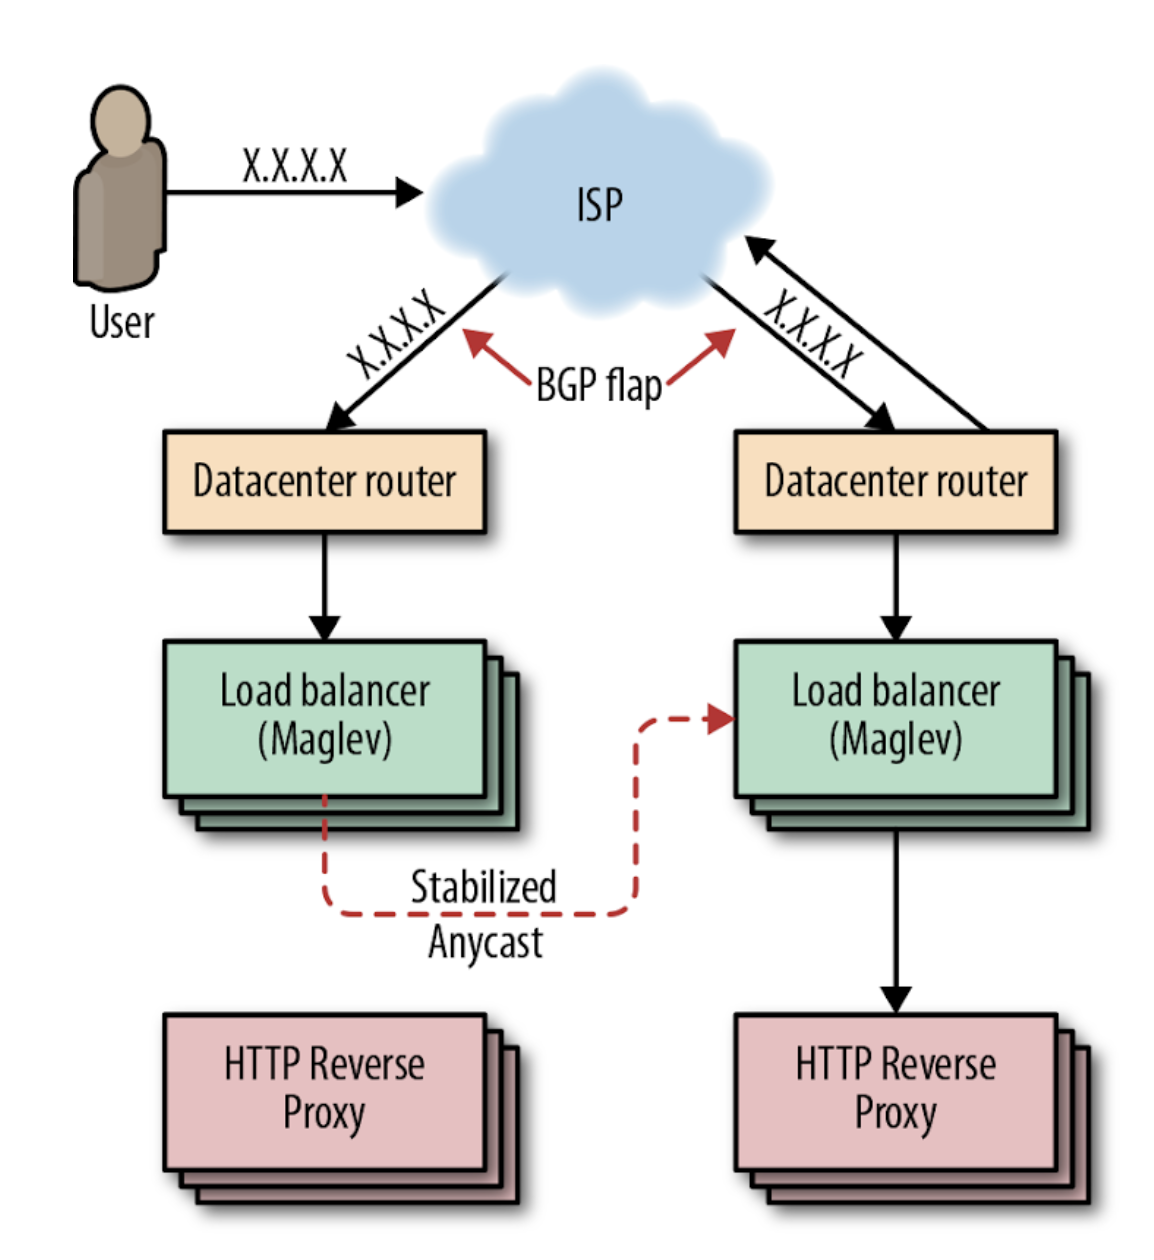 X.X.X.X
ISP
User
X.X.X.X
X.X.X.X
BGP flap
Datacenter router
Datacenter router
Load balancer
(Maglev)
Load balancer
(Maglev)
Stabilized
Anycast
HTTP Reverse
Proxy
HTTP Reverse
Proxy